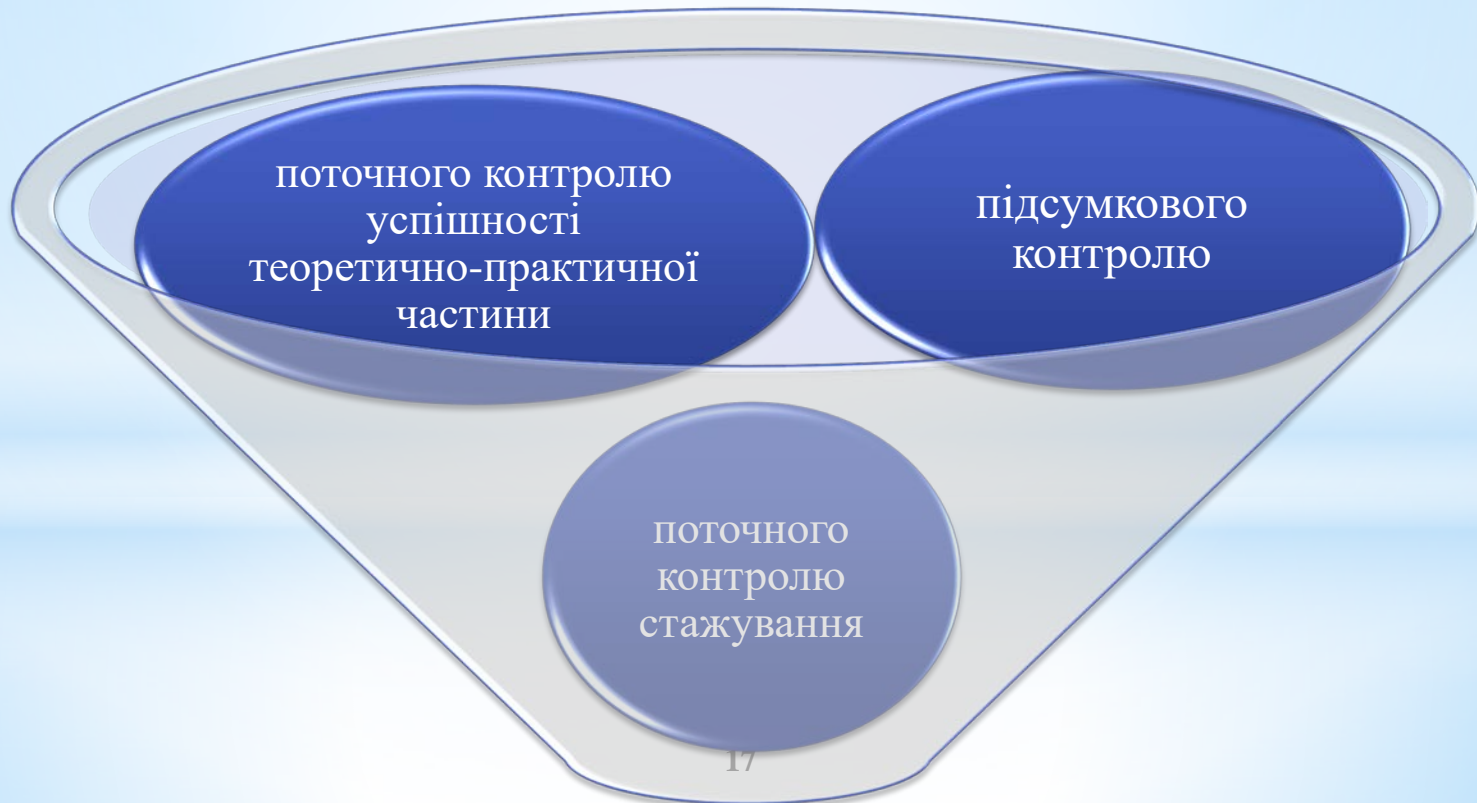 поточного контролю
успішності
теоретично-практичної
частини
підсумкового
контролю
поточного
контролю
стажування
17